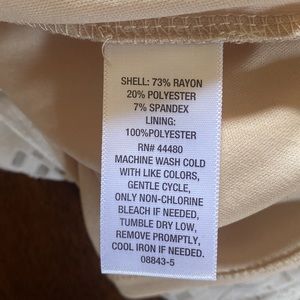 SHELL: 73% RAYON
20% POLYESTER
7% SPANDEX
LINING:
100%POLYESTER
RN# 44480
MACHINE WASH COLD
WITH LIKE COLORS,
GENTLE CYCLE,
ONLY NON-CHLORINE
BLEACH IF NEEDED,
TUMBLE DRY LOW,
REMOVE PROMPTLY,
COOL IRON IF NEEDED.
08843-5